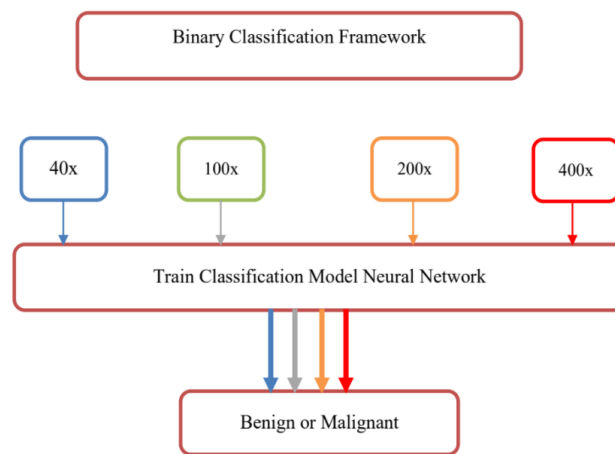 Binary Classification Framework
40x
100x
200x
400x
Train Classification Model Neural Network
Benign or Malignant